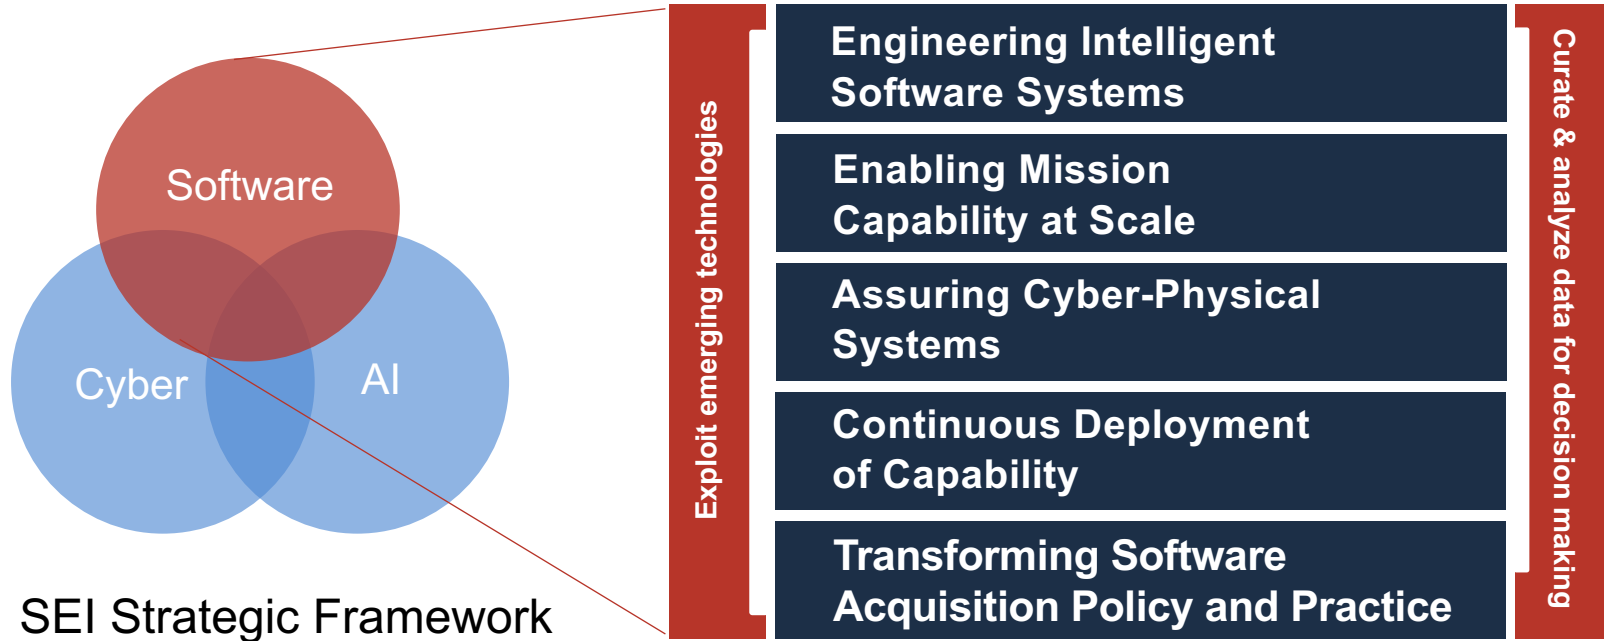 Software
Cyber
AI
SEI Strategic Framework
Exploit emerging technologies
Engineering Intelligent
Software Systems
Enabling Mission
Capability at Scale
Assuring Cyber-Physical
Systems
Continuous Deployment
of Capability
Transforming Software
Acquisition Policy and Practice
Curate & analyze data for decision making